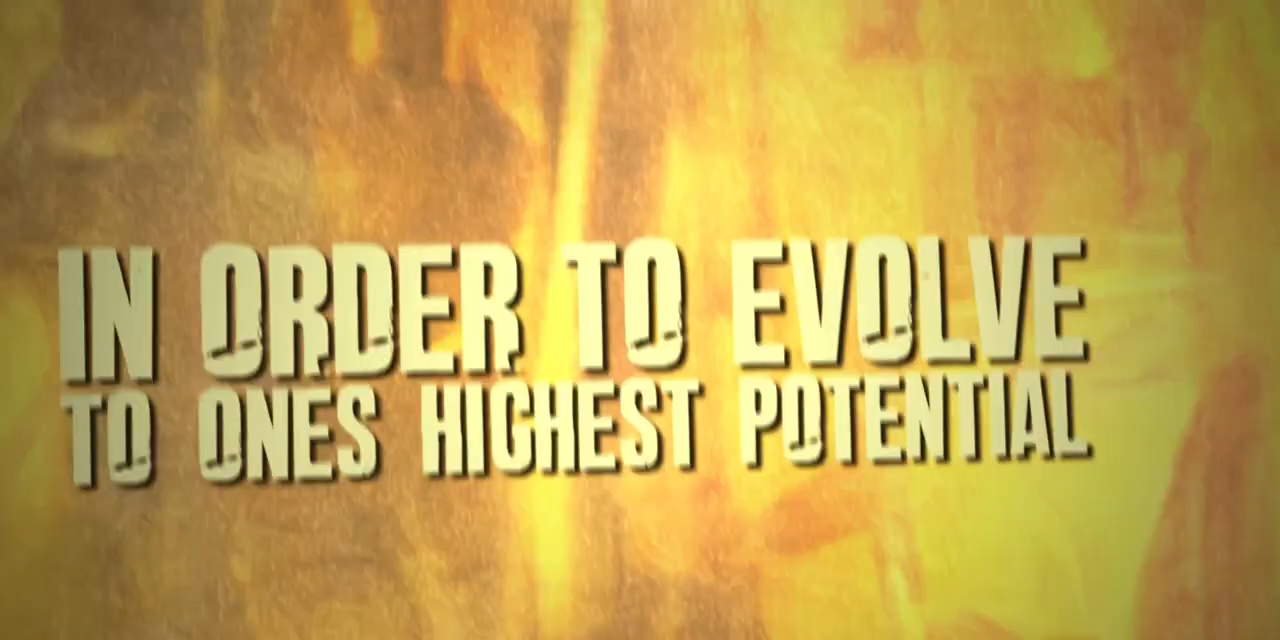 IN ORDER TO EVOLVE
TO ONES HIGHEST POTENTIAL